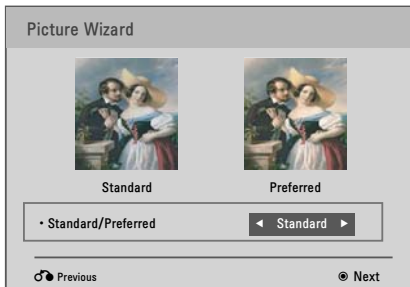 Picture Wizard
Standard Preferred
• Standard/Preferred ◄ Standard ►
Previous ◉ Next